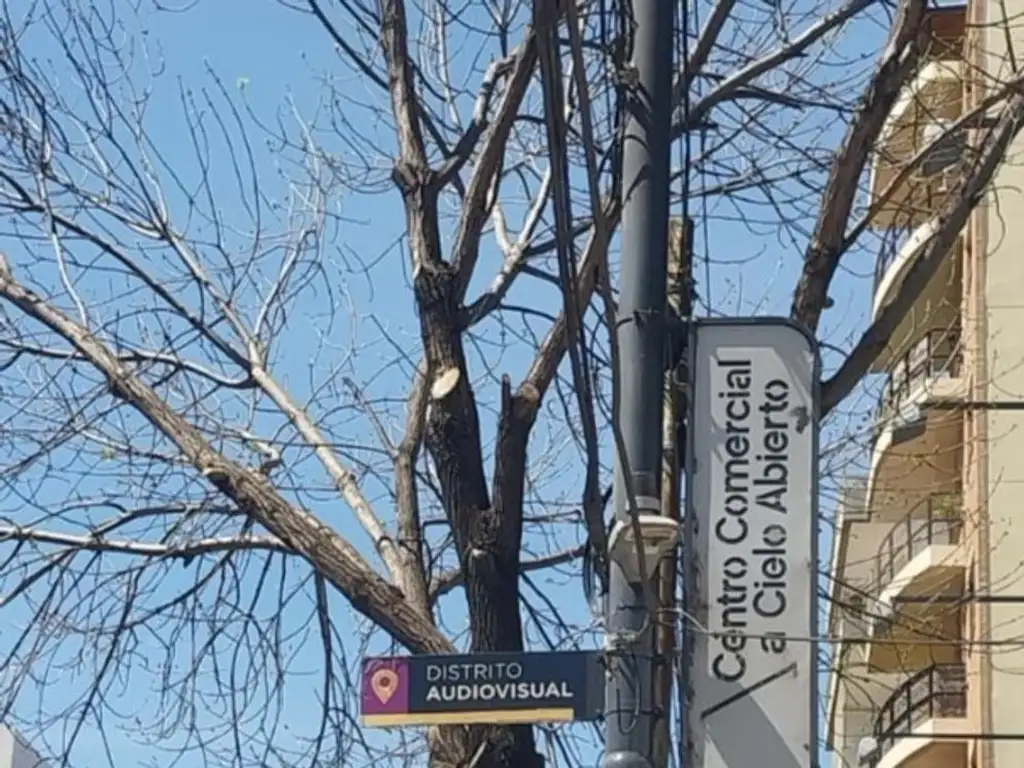 DISTRITO
AUDIOVISUAL
Centro Comercial
a Cielo Abierto